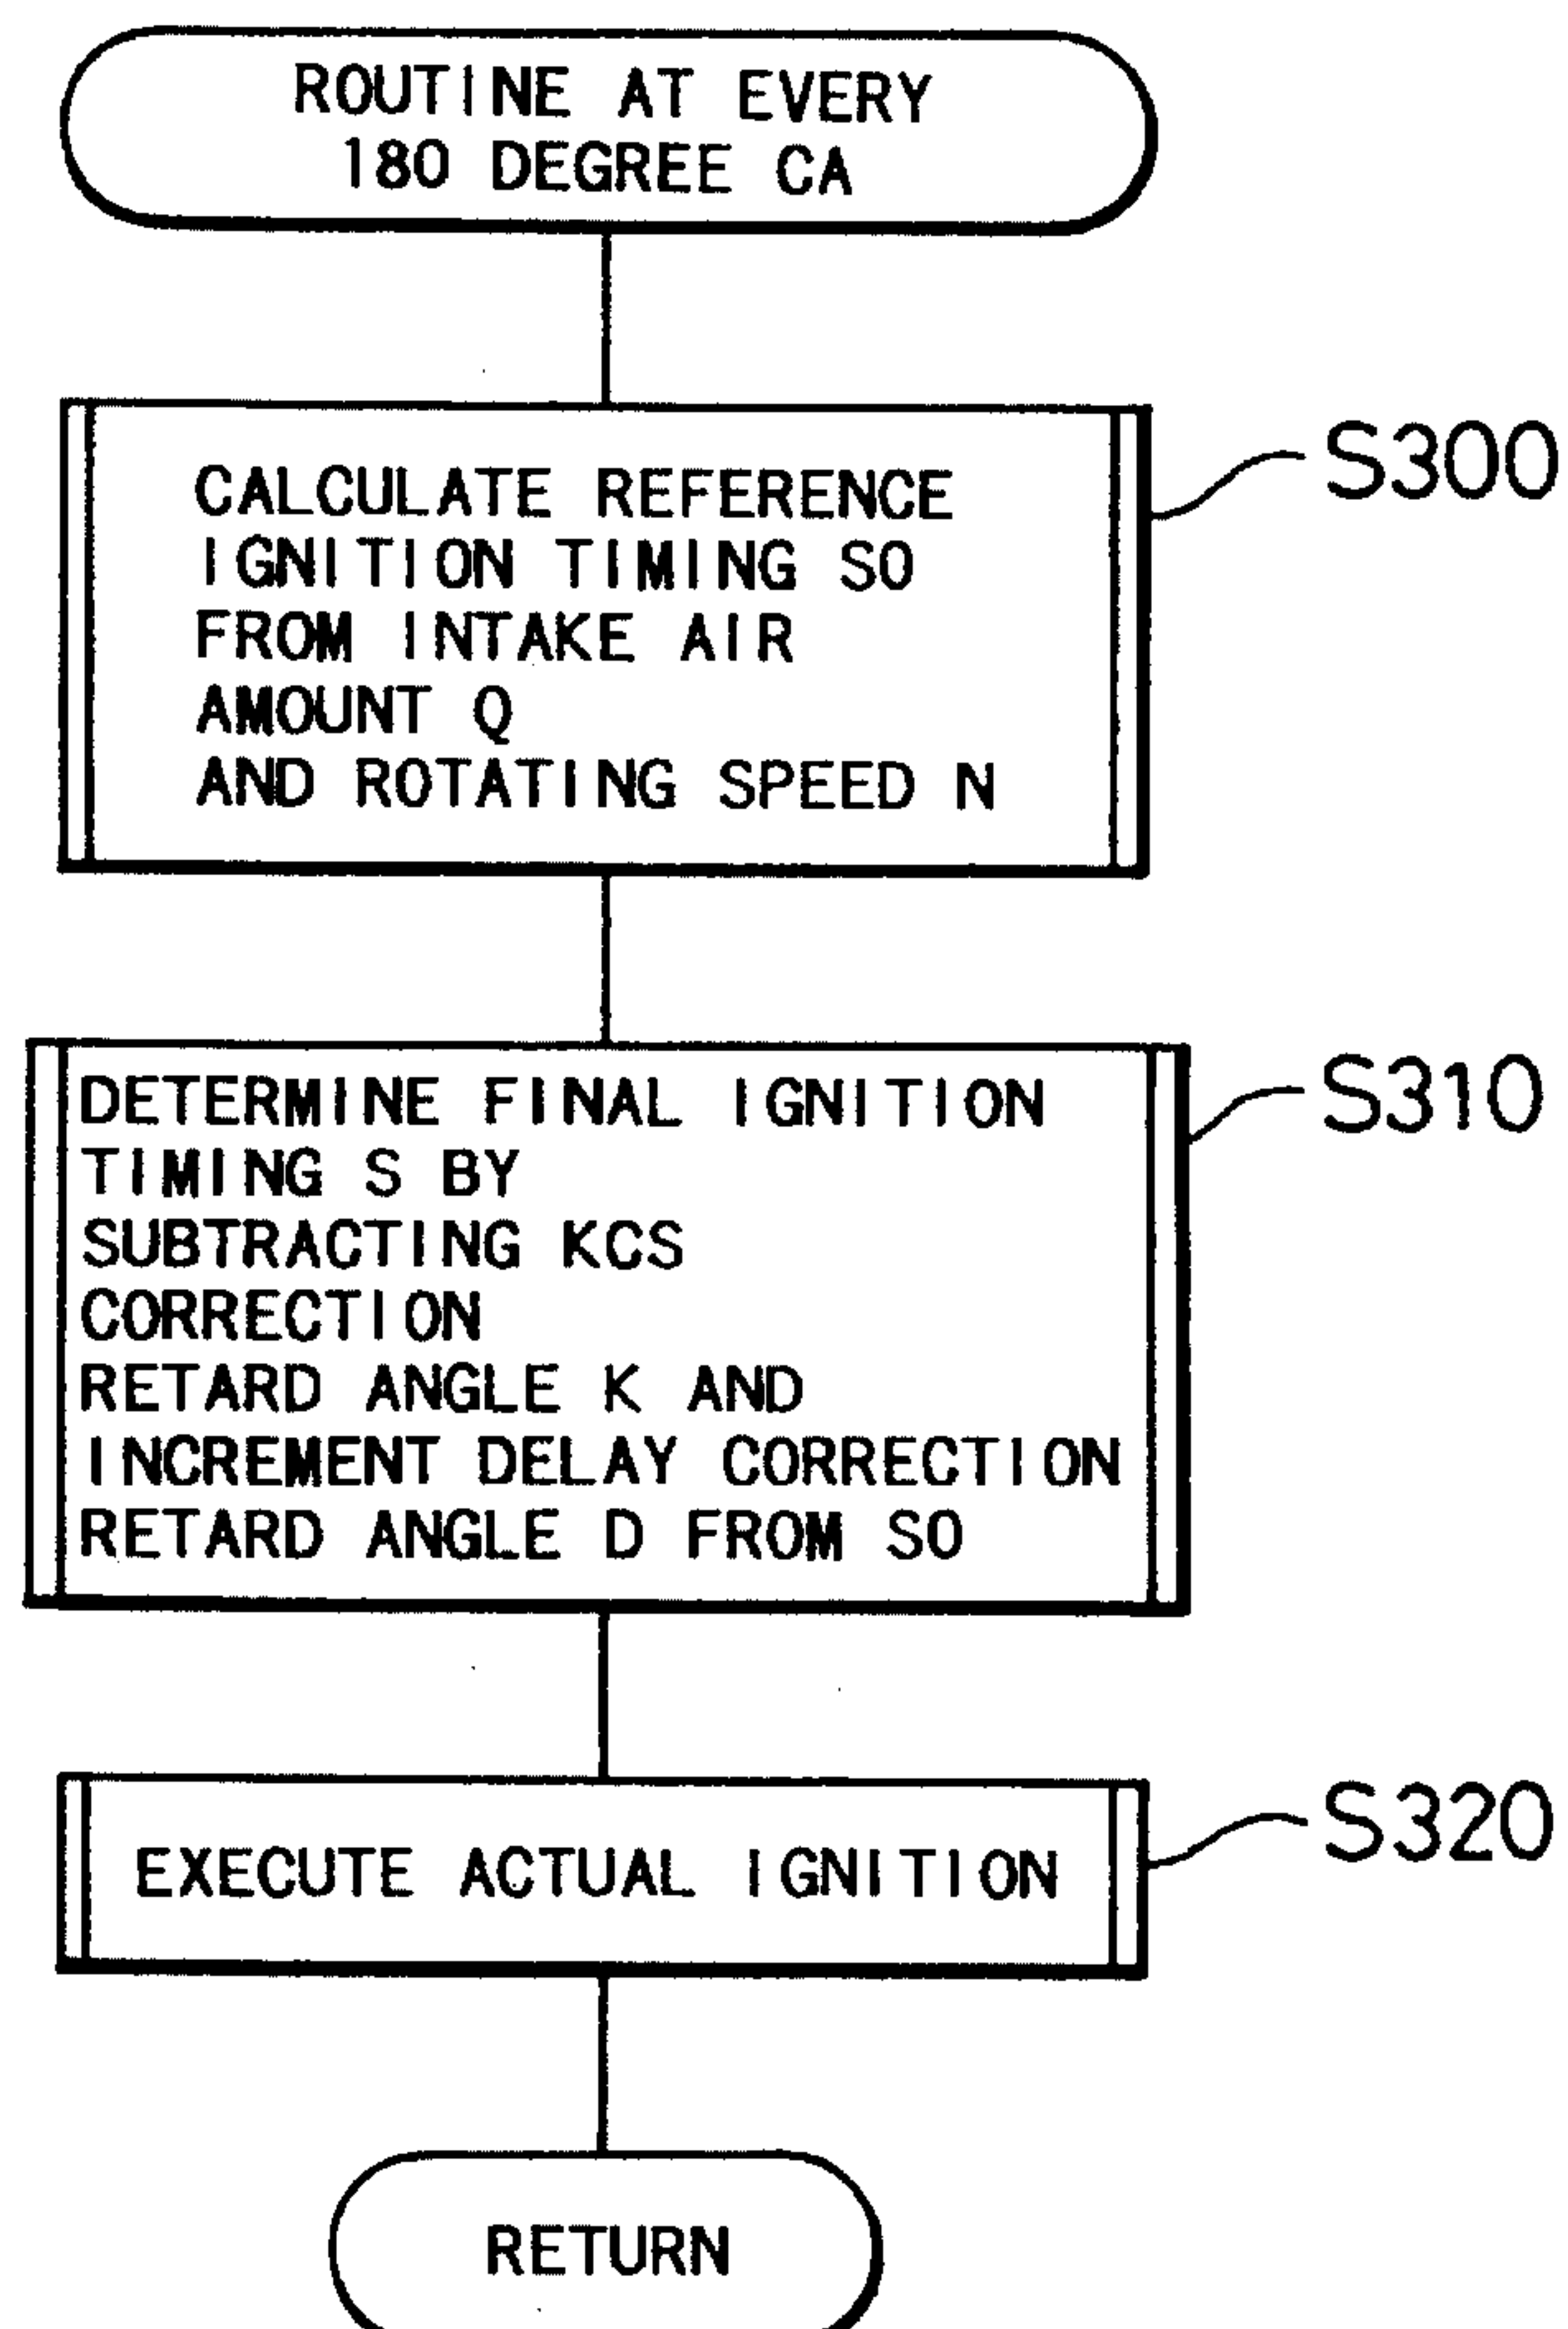 ROUTINE AT EVERY
180 DEGREE CA
CALCULATE REFERENCE
IGNITION TIMING SO
FROM INTAKE AIR
AMOUNT Q
AND ROTATING SPEED N
S300
DETERMINE FINAL IGNITION
TIMING S BY
SUBTRACTING KCS
CORRECTION
RETARD ANGLE K AND
INCREMENT DELAY CORRECTION
RETARD ANGLE D FROM SO
S310
EXECUTE ACTUAL IGNITION
S320
RETURN